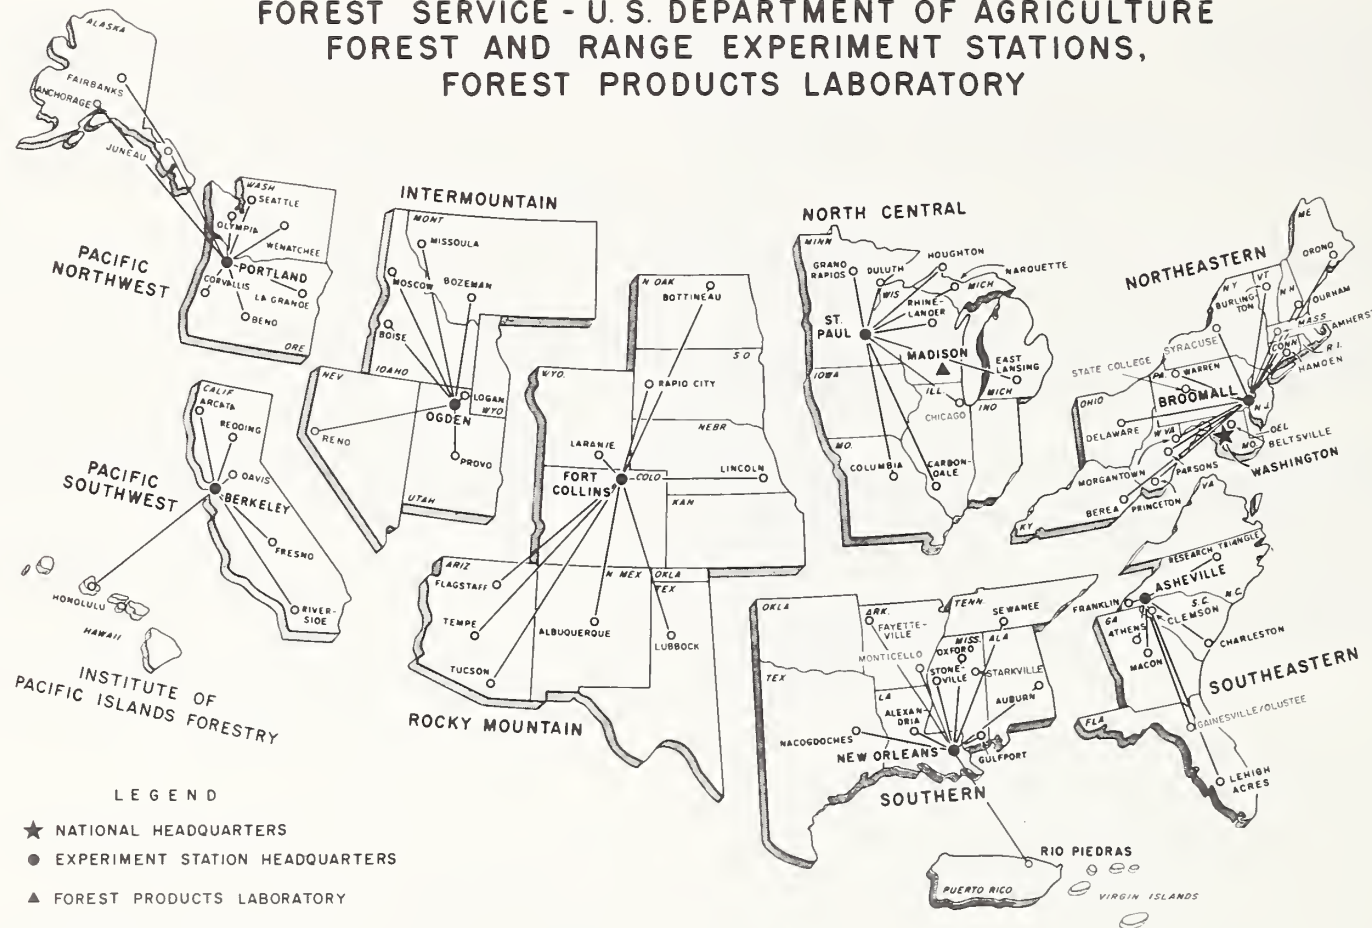 FOREST SERVICE - U.S. DEPARTMENT OF AGRICULTURE
FOREST AND RANGE EXPERIMENT STATIONS,
FOREST PRODUCTS LABORATORY
ALASKA
FAIRBANKS
ANCHORAGE
JUNEAU
PACIFIC
NORTHWEST
WASH
SEATTLE
OLYMPIA
WENATCHEE
PORTLAND
CORVALLIS
LA GRANDE
BEND
ORE
INTERMOUNTAIN
MONT
MISSOULA
MOSCOW
BOZEMAN
BOISE
IDAHO
NEV
LOGAN
WYO
OGDEN
RENO
PROVO
UTAH
PACIFIC
SOUTHWEST
CALIF
ARCATA
REDDING
DAVIS
BERKELEY
FRESNO
RIVER-
SIDE
HONOLULU
HAWAII
INSTITUTE OF
PACIFIC ISLANDS FORESTRY
N DAK
BOTTINEAU
S D
WYO.
RAPID CITY
NEBR
LARAMIE
FORT
COLLINS
COLO
LINCOLN
KAN
ARIZ
FLAGSTAFF
N MEX
OKLA
TEX
TEMPE
ALBUQUERQUE
LUBBOCK
TUCSON
ROCKY MOUNTAIN
NORTH CENTRAL
MINN
GRAND
RAPIDS
DULUTH
HOUGHTON
MARQUETTE
MICH
WIS
RHINE-
LANDER
ST.
PAUL
MADISON
EAST
LANSING
IOWA
ILL.
MICH
IND
CHICAGO
MO.
COLUMBIA
CARBON-
DALE
NORTHEASTERN
ME
ORONO
NY
VT
NH
BURLING-
TON
DURHAM
MASS
AMHERST
SYRACUSE
CONN
R.I.
HAMDEN
STATE COLLEGE
PA.
WARREN
BROOMALL
N.J.
OHIO
DELAWARE
W VA
MD.
DEL
BELTSVILLE
WASHINGTON
MORGANTOWN
PARSONS
BEREA
PRINCETON
VA
KY
RESEARCH TRIANGLE
ASHEVILLE
FRANKLIN
N.C.
S.C.
CLEMSON
GA
ATHENS
CHARLESTON
MACON
SOUTHEASTERN
FLA
GAINESVILLE/OLUSTEE
LEHIGH
ACRES
OKLA
ARK.
TENN.
SEWANEE
FAYETTE-
VILLE
MISS.
ALA
OXFORD
MONTICELLO
STONE-
VILLE
STARKVILLE
TEX
LA
AUBURN
ALEXAN-
DRIA
NACOGDOCHES
NEW ORLEANS
GULFPORT
SOUTHERN
RIO PIEDRAS
PUERTO RICO
VIRGIN ISLANDS
LEGEND
NATIONAL HEADQUARTERS
EXPERIMENT STATION HEADQUARTERS
FOREST PRODUCTS LABORATORY